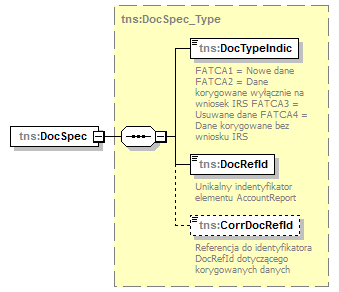 tns:DocSpec_Type
tns:DocTypeIndic
FATCA1 = Nowe dane
FATCA2 = Dane
korygowane wyłącznie na
wniosek IRS FATCA3 =
Usuwane dane FATCA4 =
Dane korygowane bez
wniosku IRS
tns:DocSpec
tns:DocRefId
Unikalny indentyfikator
elementu AccountReport
tns:CorrDocRefId
Referencja do identyfikatora
DocRefId dotyczącego
korygowanych danych